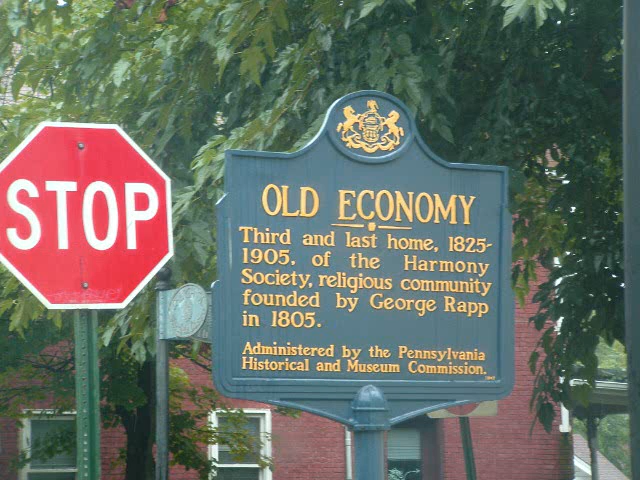 STOP
OLD ECONOMY
Third and last home, 1825-
1905, of the Harmony
Society, religious community
founded by George Rapp
in 1805.
Administered by the Pennsylvania
Historical and Museum Commission.